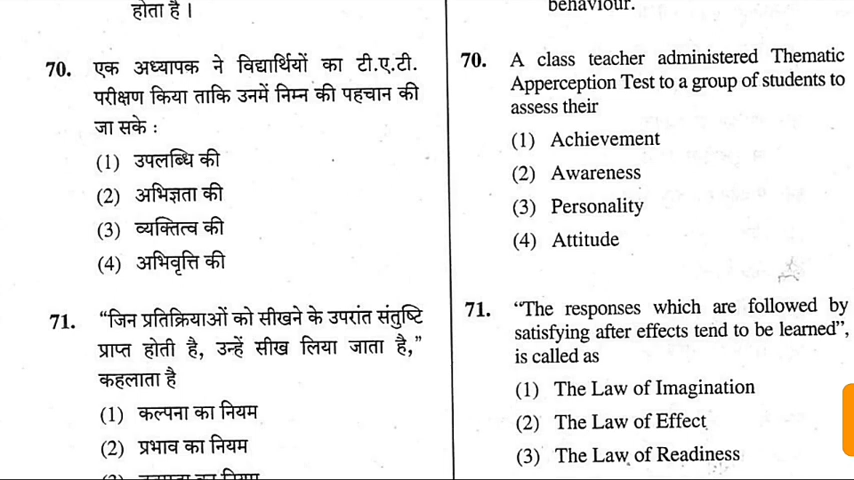 होता है ।
70. एक अध्यापक ने विद्यार्थियों का टी.ए.टी.
परीक्षण किया ताकि उनमें निम्न की पहचान की
जा सके :
(1) उपलब्धि की
(2) अभिज्ञता की
(3) व्यक्तित्व की
(4) अभिवृत्ति की
71. “जिन प्रतिक्रियाओं को सीखने के उपरांत संतुष्टि
प्राप्त होती है, उन्हें सीख लिया जाता है,”
कहलाता है
(1) कल्पना का नियम
(2) प्रभाव का नियम
behaviour.
70. A class teacher administered Thematic
Apperception Test to a group of students to
assess their
(1) Achievement
(2) Awareness
(3) Personality
(4) Attitude
71. “The responses which are followed by
satisfying after effects tend to be learned”,
is called as
(1) The Law of Imagination
(2) The Law of Effect
(3) The Law of Readiness